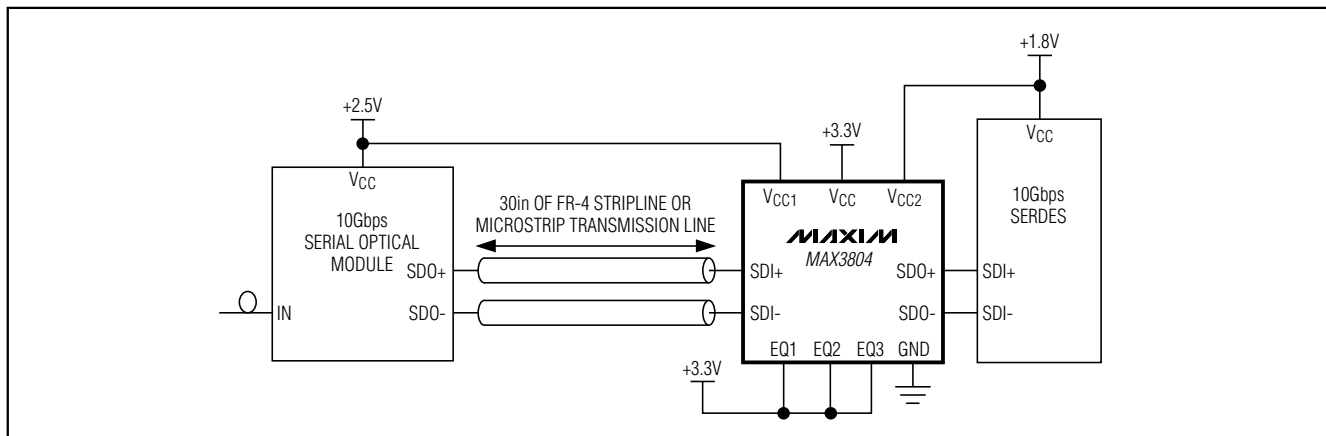 +1.8V
+2.5V
+3.3V
VCC
VCC
VCC1 VCC VCC2
10Gbps
SERIAL OPTICAL
MODULE
30in OF FR-4 STRIPLINE OR
MICROSTRIP TRANSMISSION LINE
MAXIM
MAX3804
10Gbps
SERDES
SDO+
SDI+
SDO+
SDI+
IN
SDO-
SDI-
SDO-
SDI-
EQ1 EQ2 EQ3 GND
+3.3V